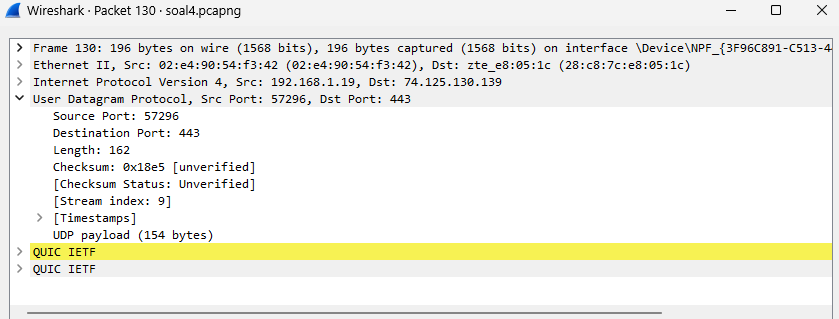 Wireshark · Packet 130 · soal4.pcapng
Frame 130: 196 bytes on wire (1568 bits), 196 bytes captured (1568 bits) on interface \Device\NPF_{3F96C891-C513-4
Ethernet II, Src: 02:e4:90:54:f3:42 (02:e4:90:54:f3:42), Dst: zte_e8:05:1c (28:c8:7c:e8:05:1c)
Internet Protocol Version 4, Src: 192.168.1.19, Dst: 74.125.130.139
User Datagram Protocol, Src Port: 57296, Dst Port: 443
Source Port: 57296
Destination Port: 443
Length: 162
Checksum: 0x18e5 [unverified]
[Checksum Status: Unverified]
[Stream index: 9]
[Timestamps]
UDP payload (154 bytes)
QUIC IETF
QUIC IETF